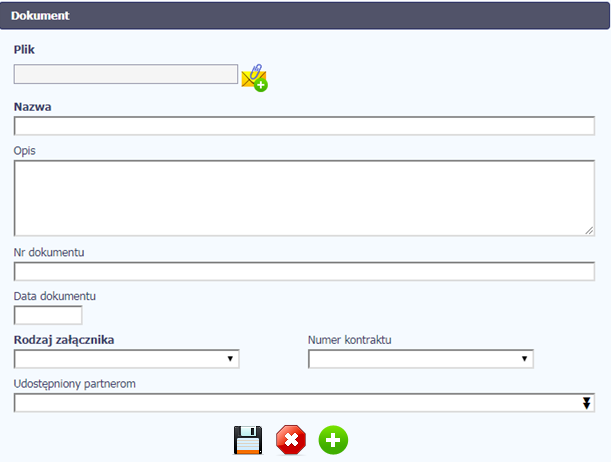 Dokument
Plik
Nazwa
Opis
Nr dokumentu
Data dokumentu
Rodzaj załącznika
Numer kontraktu
Udostępniony partnerom